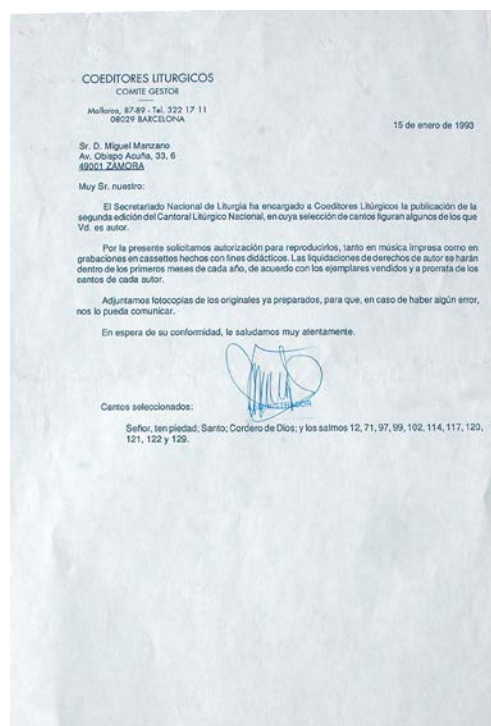 COEDITORES LITURGICOS
COMITE GESTOR
Mallorca, 87-89 - Tel. 322 17 11
08029 BARCELONA
15 de enero de 1993
Sr. D. Miguel Manzano
Av. Obispo Acuña, 33, 6
49001 ZAMORA
Muy Sr. nuestro:
El Secretariado Nacional de Liturgia ha encargado a Coeditores Litúrgicos la publicación de la
segunda edición del Cantoral Litúrgico Nacional, en cuya selección de cantos figuran algunos de los que
Vd. es autor.
Por la presente solicitamos autorización para reproducirlos, tanto en música impresa como en
grabaciones en cassettes hechos con fines didácticos. Las liquidaciones de derechos de autor se harán
dentro de los primeros meses de cada año, de acuerdo con los ejemplares vendidos y a prorrata de los
cantos de cada autor.
Adjuntamos fotocopias de los originales ya preparados, para que, en caso de haber algún error,
nos lo pueda comunicar.
En espera de su conformidad, le saludamos muy atentamente.
Cantos seleccionados:
Señor, ten piedad; Santo; Cordero de Dios; y los salmos 12, 71, 97, 99, 102, 114, 117, 120,
121, 122 y 129.